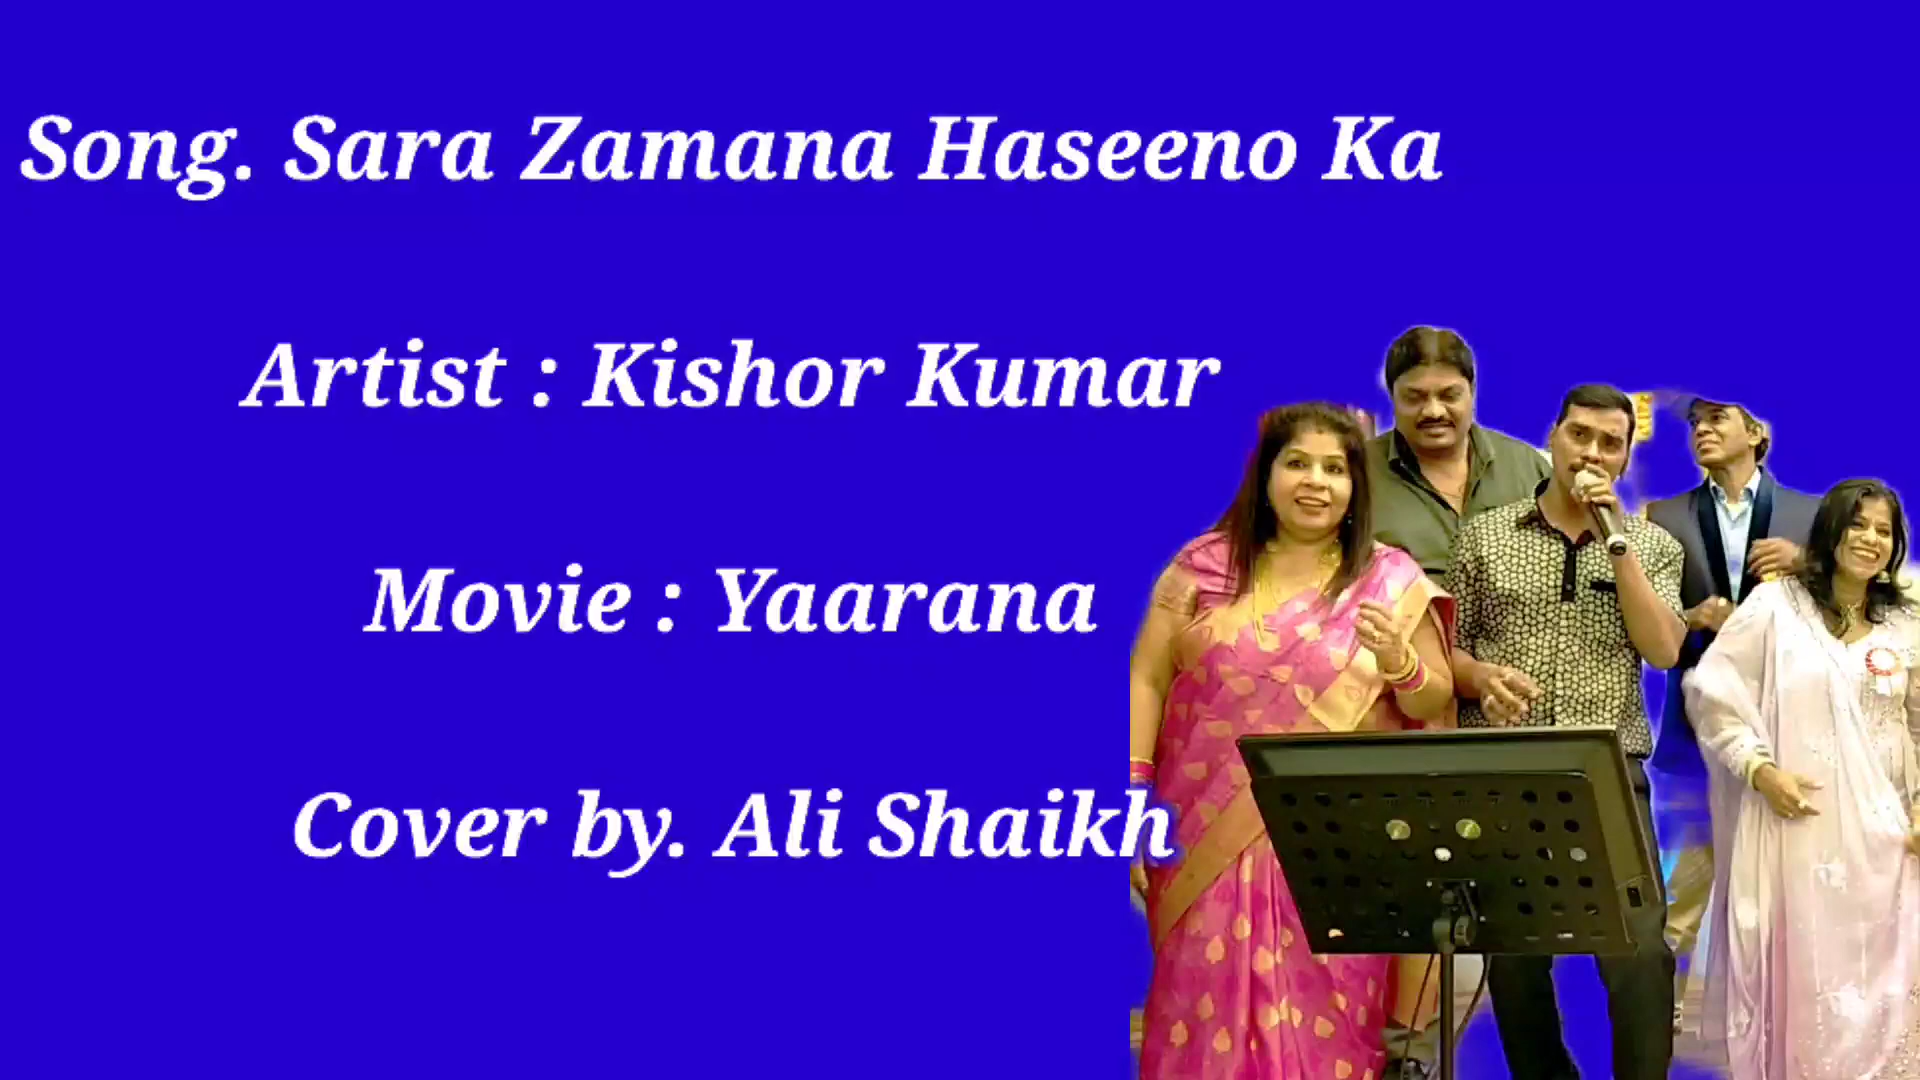 Song. Sara Zamana Haseeno Ka
Artist : Kishor Kumar
Movie : Yaarana
Cover by. Ali Shaikh